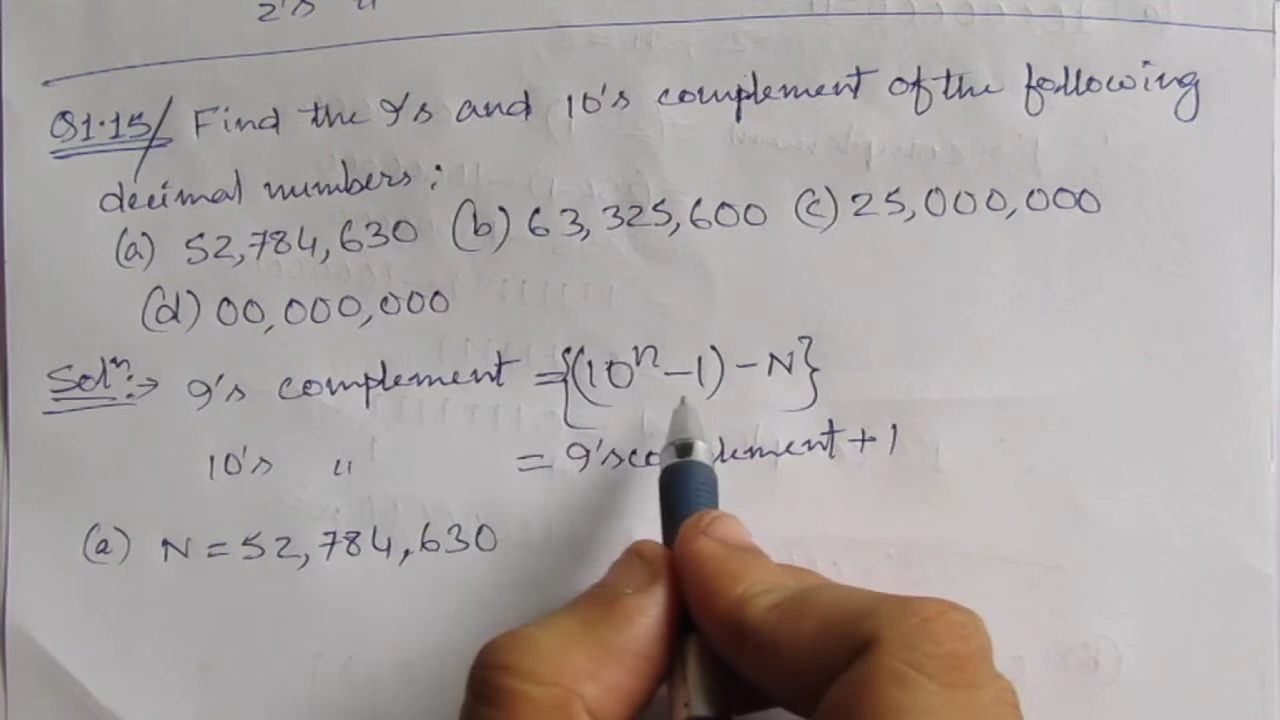 2's "
Q1.15/ Find the 9's and 10's complement of the following
decimal numbers:
(a) 52,784,630 (b) 63,325,600 (c) 25,000,000
(d) 00,000,000
Solⁿ:→ 9's complement = {(10ⁿ-1)-N}
10's " = 9's complement + 1
(a) N = 52,784,630